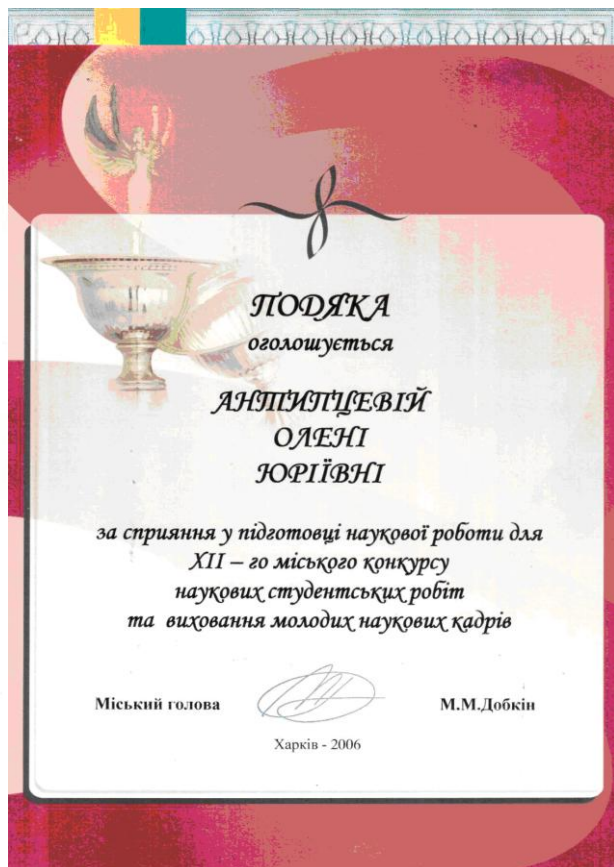 ПОДЯКА
оголошується
АНТИПЦЕВІЙ
ОЛЕНІ
ЮРІЇВНІ
за сприяння у підготовці наукової роботи для
XII – го міського конкурсу
наукових студентських робіт
та виховання молодих наукових кадрів
Міський голова М.М.Добкін
Харків - 2006